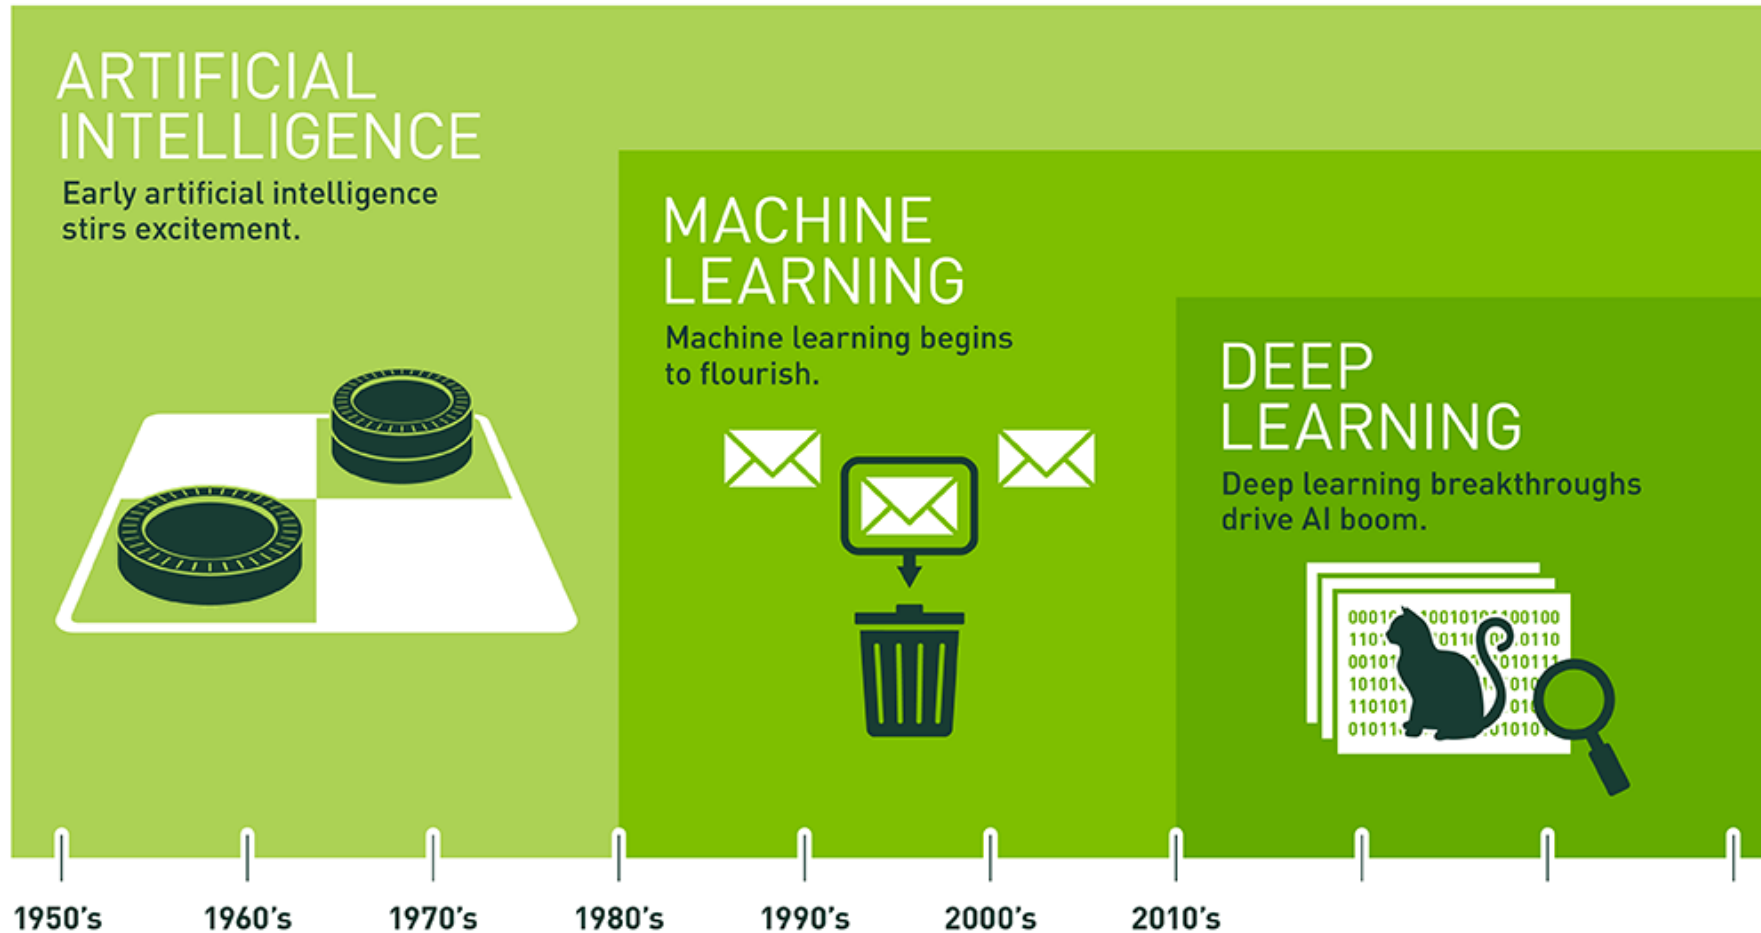 ARTIFICIAL
INTELLIGENCE
Early artificial intelligence
stirs excitement.
MACHINE
LEARNING
Machine learning begins
to flourish.
DEEP
LEARNING
Deep learning breakthroughs
drive AI boom.
1950's 1960's 1970's 1980's 1990's 2000's 2010's